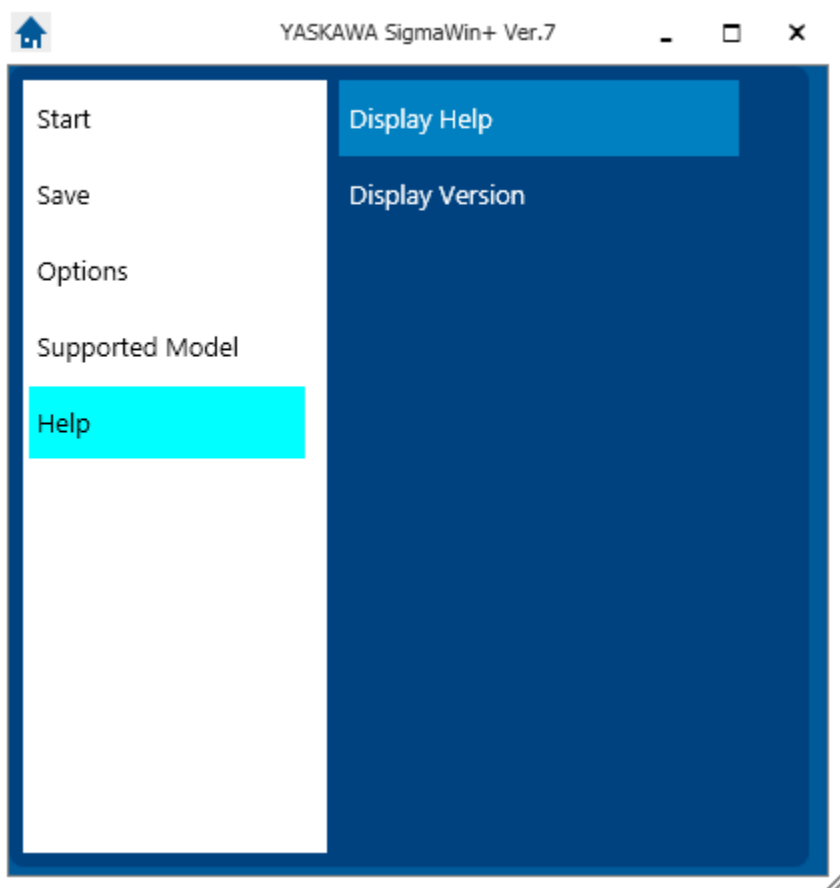 YASKAWA SigmaWin+ Ver.7
Start
Save
Options
Supported Model
Help
Display Help
Display Version